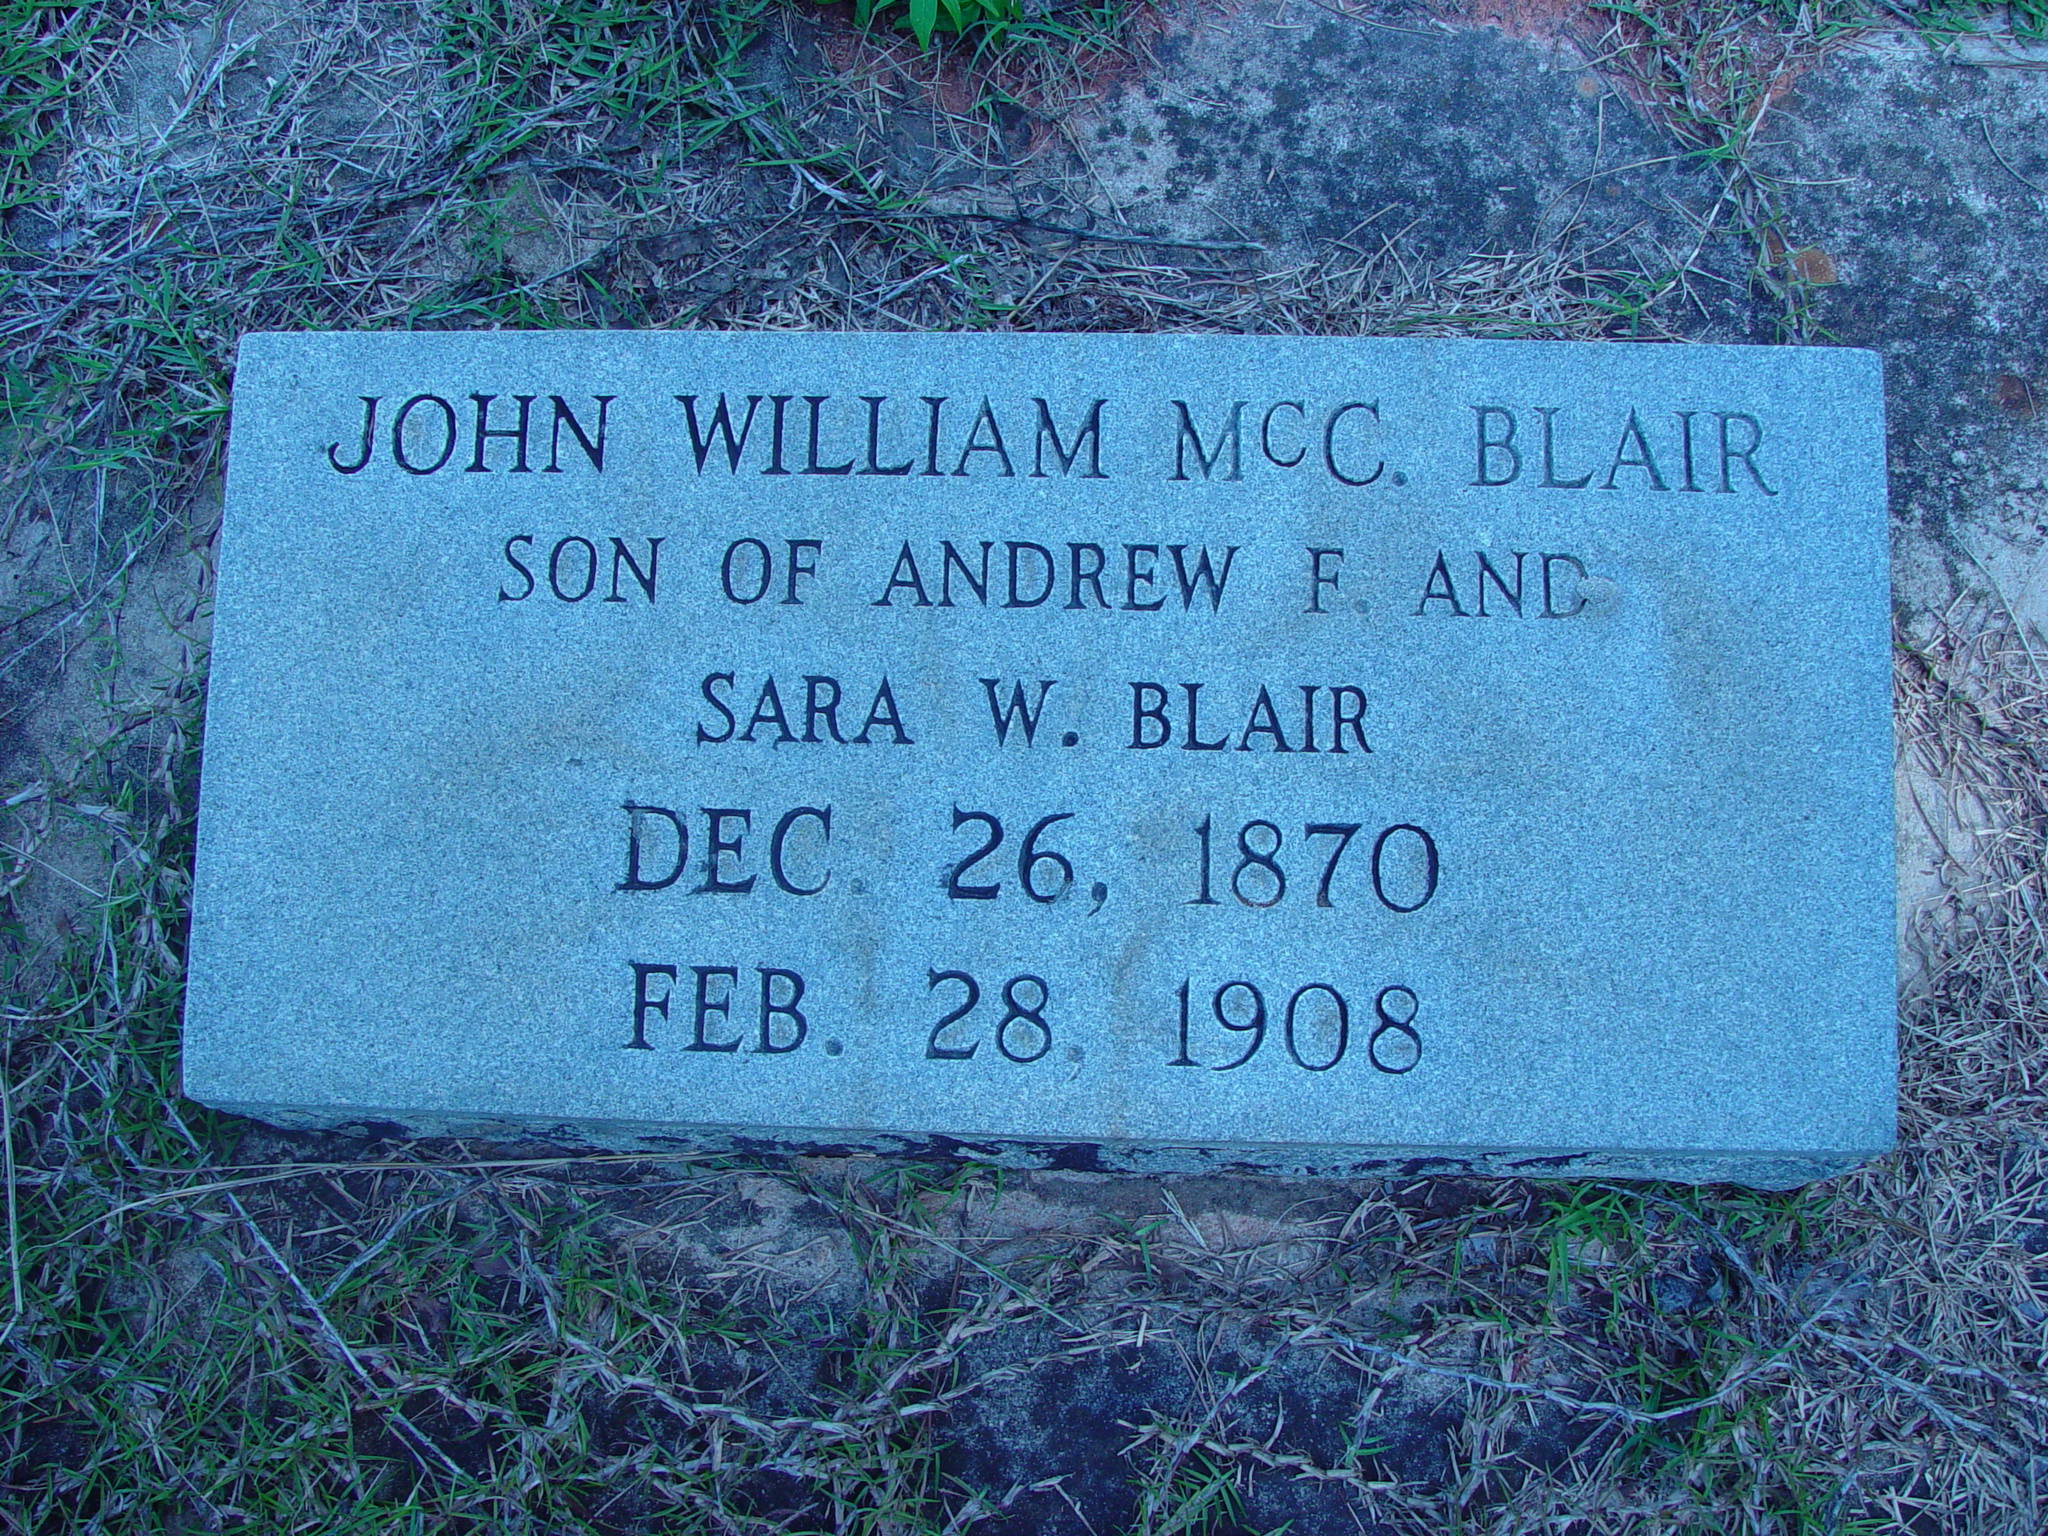 JOHN WILLIAM McC. BLAIR
SON OF ANDREW F. AND
SARA W. BLAIR
DEC. 26, 1870
FEB. 28, 1908